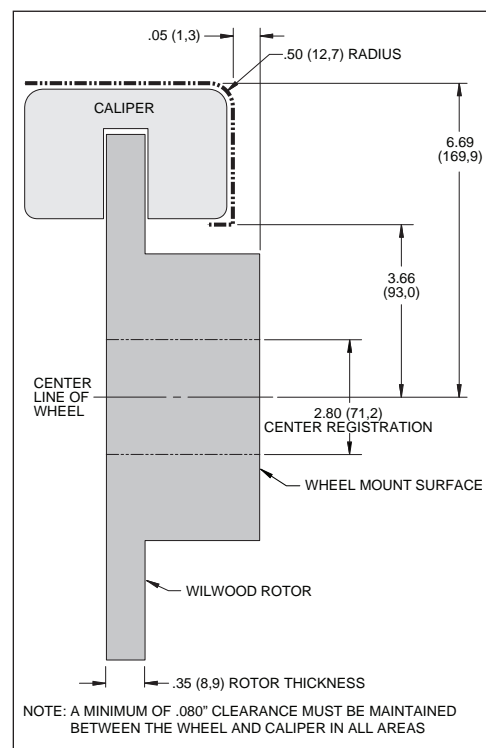 .05 (1,3)
.50 (12,7) RADIUS
CALIPER
6.69
(169,9)
3.66
(93,0)
CENTER
LINE OF
WHEEL
2.80 (71,2)
CENTER REGISTRATION
WHEEL MOUNT SURFACE
WILWOOD ROTOR
.35 (8,9) ROTOR THICKNESS
NOTE: A MINIMUM OF .080" CLEARANCE MUST BE MAINTAINED
BETWEEN THE WHEEL AND CALIPER IN ALL AREAS